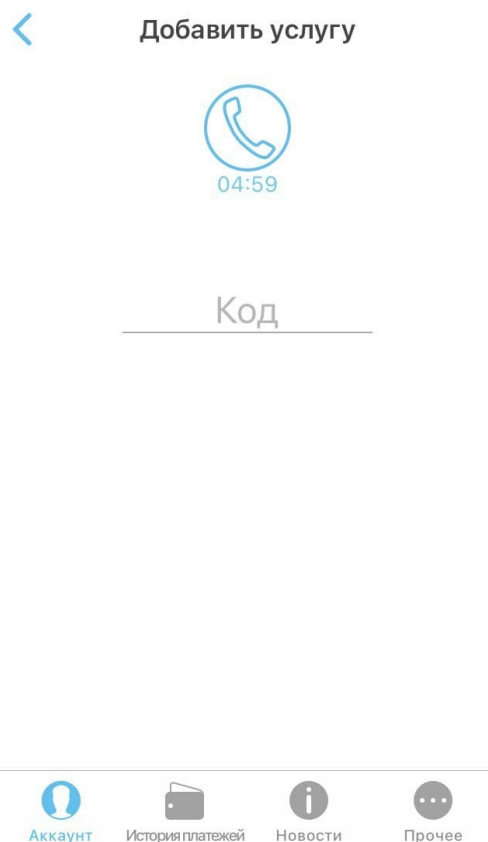 Добавить услугу
04:59
Код
Аккаунт
История платежей
Новости
Прочее